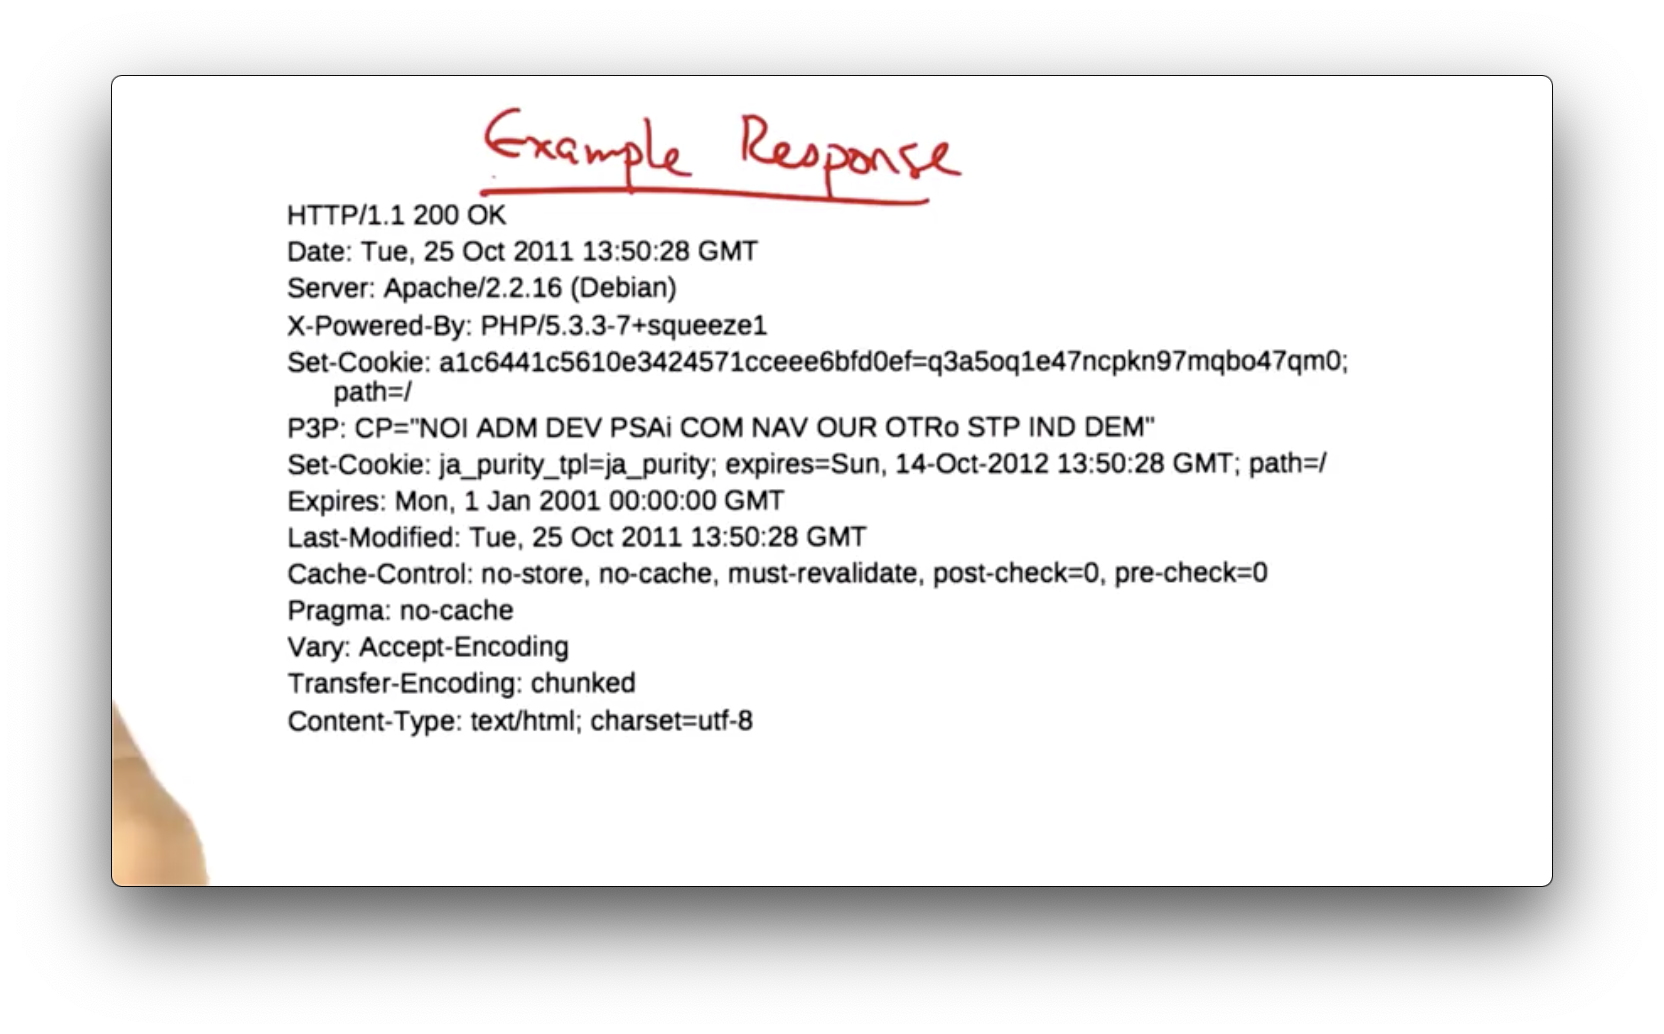 Example Response
HTTP/1.1 200 OK
Date: Tue, 25 Oct 2011 13:50:28 GMT
Server: Apache/2.2.16 (Debian)
X-Powered-By: PHP/5.3.3-7+squeeze1
Set-Cookie: a1c6441c5610e3424571cceee6bfd0ef=q3a5oq1e47ncpkn97mqbo47qm0;
path=/
P3P: CP="NOI ADM DEV PSAi COM NAV OUR OTRo STP IND DEM"
Set-Cookie: ja_purity_tpl=ja_purity; expires=Sun, 14-Oct-2012 13:50:28 GMT; path=/
Expires: Mon, 1 Jan 2001 00:00:00 GMT
Last-Modified: Tue, 25 Oct 2011 13:50:28 GMT
Cache-Control: no-store, no-cache, must-revalidate, post-check=0, pre-check=0
Pragma: no-cache
Vary: Accept-Encoding
Transfer-Encoding: chunked
Content-Type: text/html; charset=utf-8